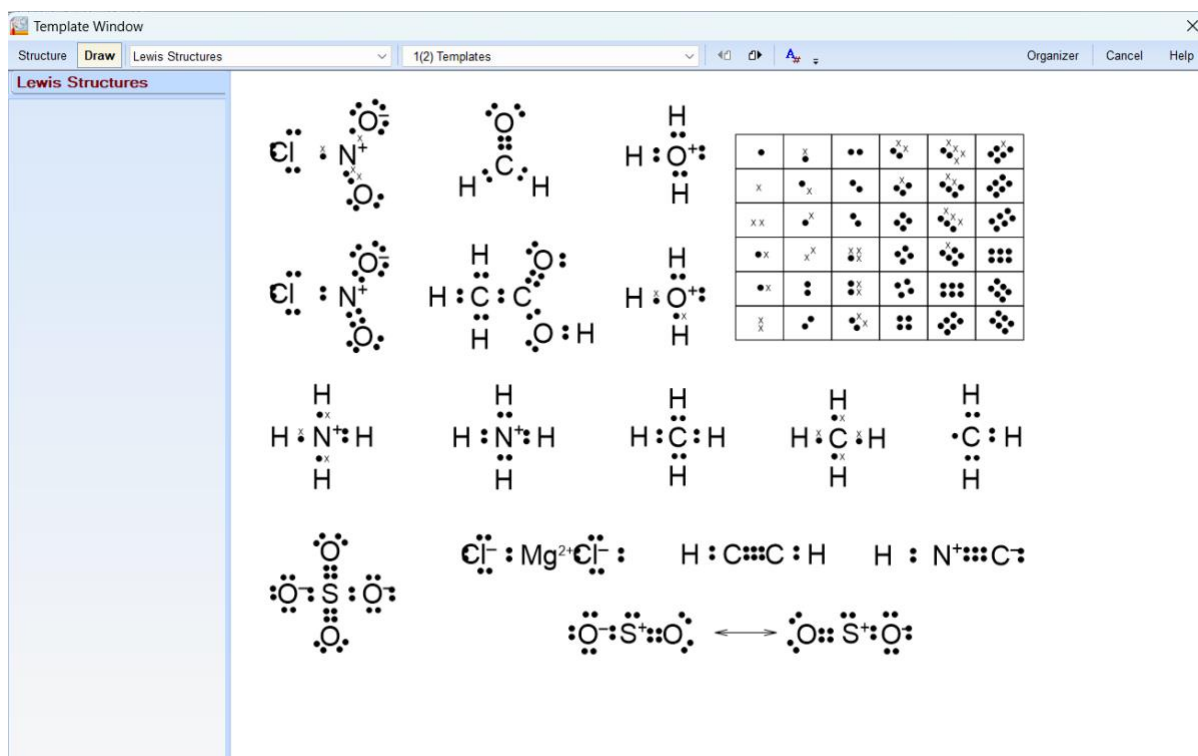 Template Window
Structure Draw Lewis Structures 1(2) Templates Organizer Cancel Help
Lewis Structures
Cl N+ O− O
O C H H
H H O+ H
Cl N+ O− O
H H C H C O O H
H H O+ H
H H N+ H H
H H N+ H H
H H C H H
H H C H H
H C H H
O O− S O− O
Cl− Mg2+ Cl−
H C C H
H N+ C−
O− S+ O
O S+ O−